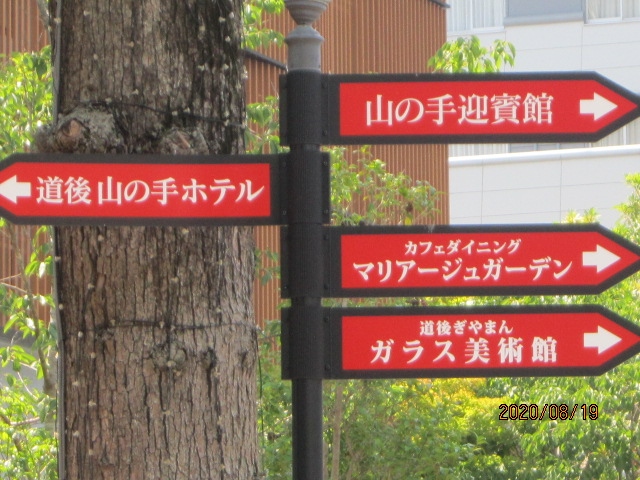 山の手迎賓館
道後 山の手ホテル
カフェダイニング
マリアージュガーデン
道後ぎやまん
ガラス美術館
2020/08/19